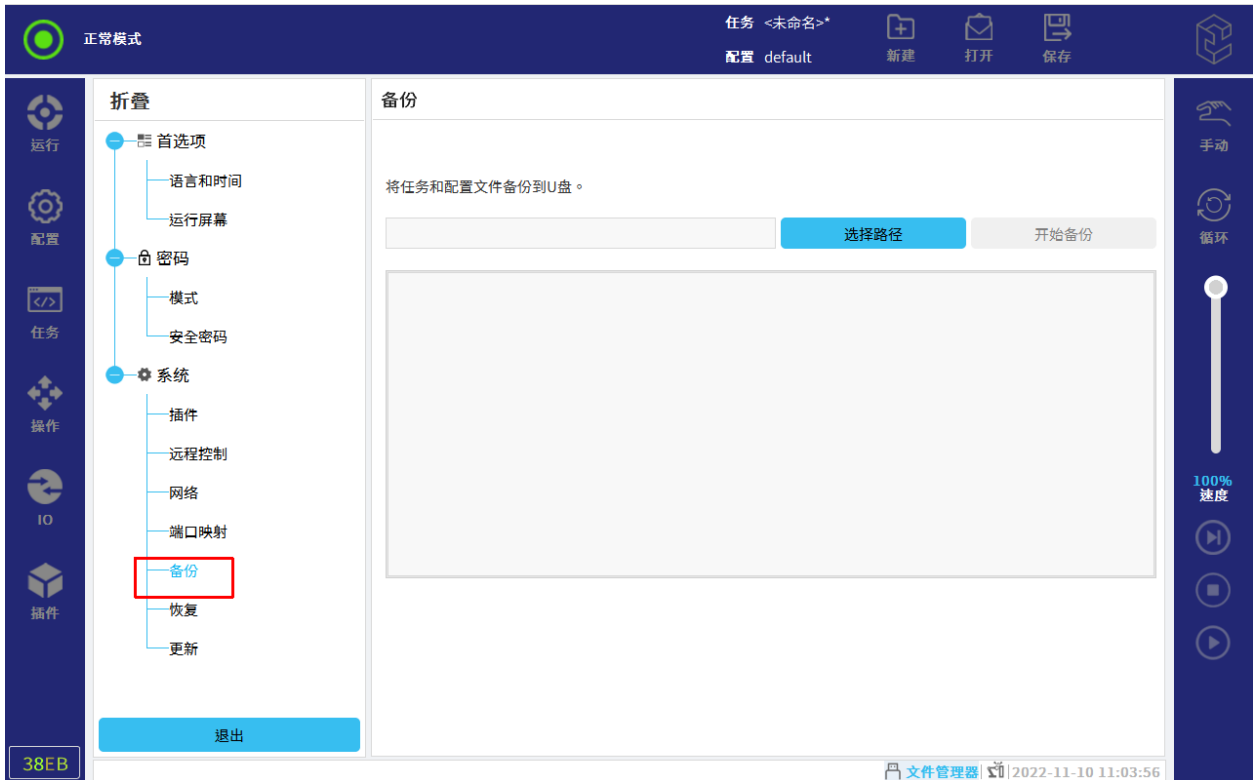 正常模式
任务 <未命名>*
配置 default
新建
打开
保存
运行
配置
任务
操作
IO
插件
38EB
折叠
首选项
语言和时间
运行屏幕
密码
模式
安全密码
系统
插件
远程控制
网络
端口映射
备份
恢复
更新
退出
备份
将任务和配置文件备份到U盘。
选择路径
开始备份
手动
循环
100%
速度
文件管理器
2022-11-10 11:03:56